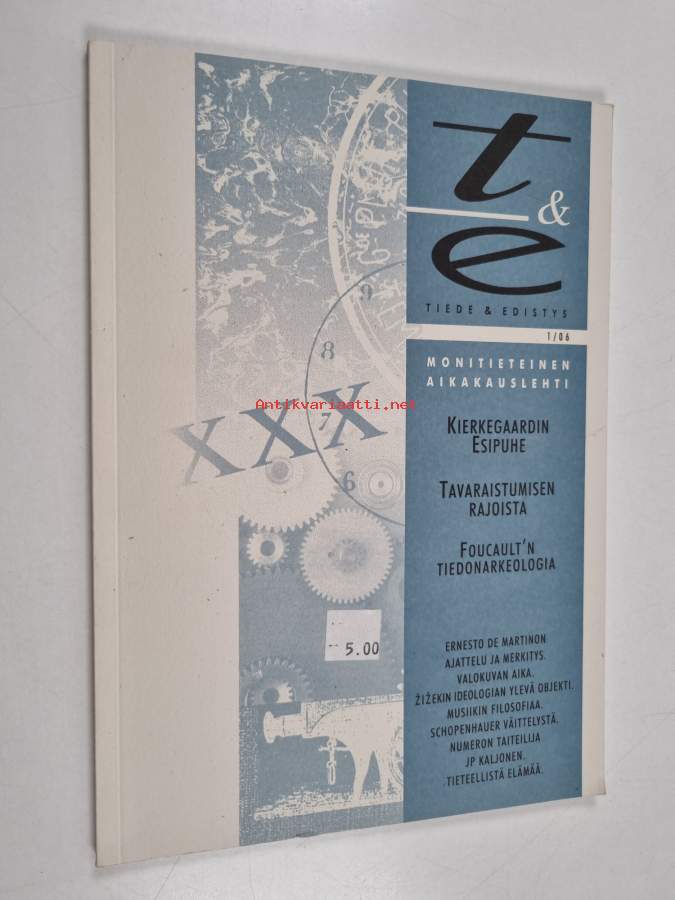 t
&
e
TIEDE & EDISTYS
1/06
MONITIETEINEN
AIKAKAUSLEHTI
KIERKEGAARDIN
ESIPUHE
TAVARAISTUMISEN
RAJOISTA
FOUCAULT'N
TIEDONARKEOLOGIA
ERNESTO DE MARTINON
AJATTELU JA MERKITYS.
VALOKUVAN AIKA.
ŽIŽEKIN IDEOLOGIAN YLEVÄ OBJEKTI.
MUSIIKIN FILOSOFIAA.
SCHOPENHAUER VÄITTELYSTÄ.
NUMERON TAITEILIJA
JP KALJONEN.
TIETEELLISTÄ ELÄMÄÄ.
9
8
7
6
XXX
5.00
Antikvariaatti.net